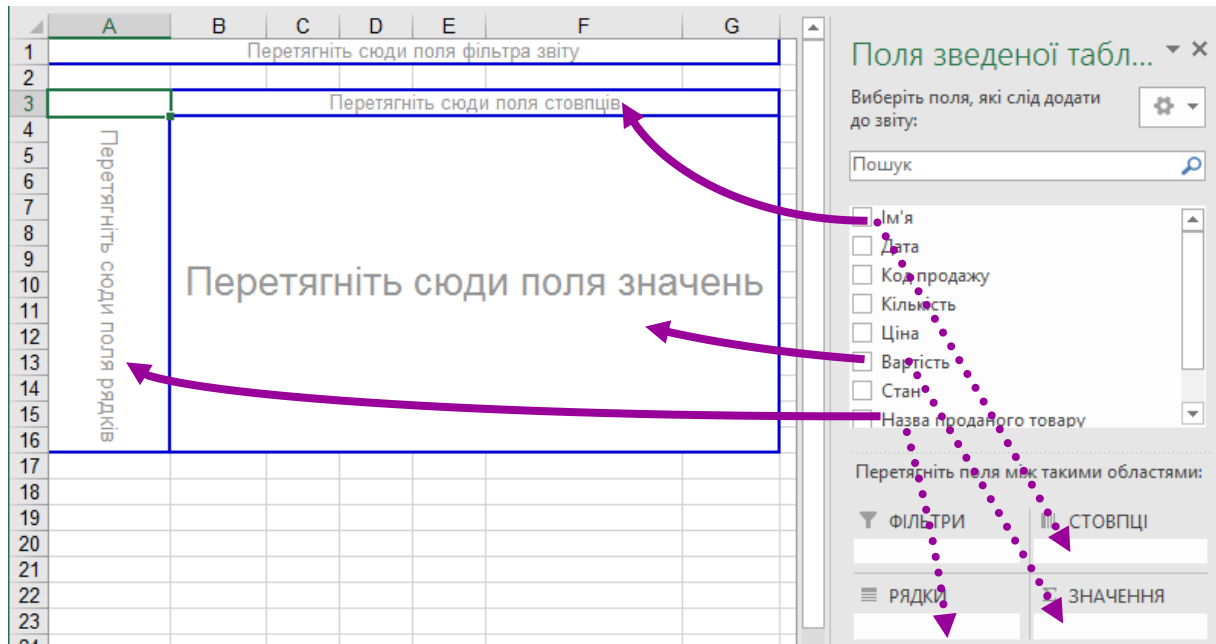 A B C D E F G
1 Перетягніть сюди поля фільтра звіту
2
3 Перетягніть сюди поля стовпців
4
5
6
7
8
9
10
11
12
13
14
15
16
17
18
19
20
21
22
23
24
Перетягніть сюди поля рядків
Перетягніть сюди поля значень
Поля зведеної табл...
Виберіть поля, які слід додати
до звіту:
Пошук
Ім'я
Дата
Код продажу
Кількість
Ціна
Вартість
Стан
Назва проданого товару
Перетягніть поля між такими областями:
ФІЛЬТРИ
СТОВПЦІ
РЯДКИ
Σ ЗНАЧЕННЯ